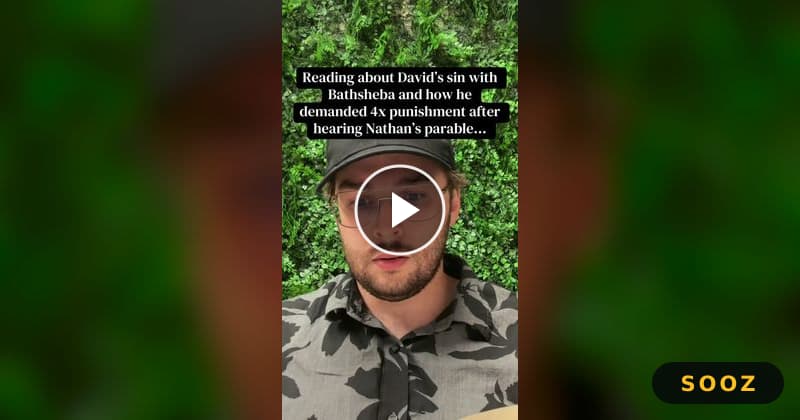 Reading about David's sin with
Bathsheba and how he
demanded 4x punishment after
hearing Nathan's parable...
SOOZ